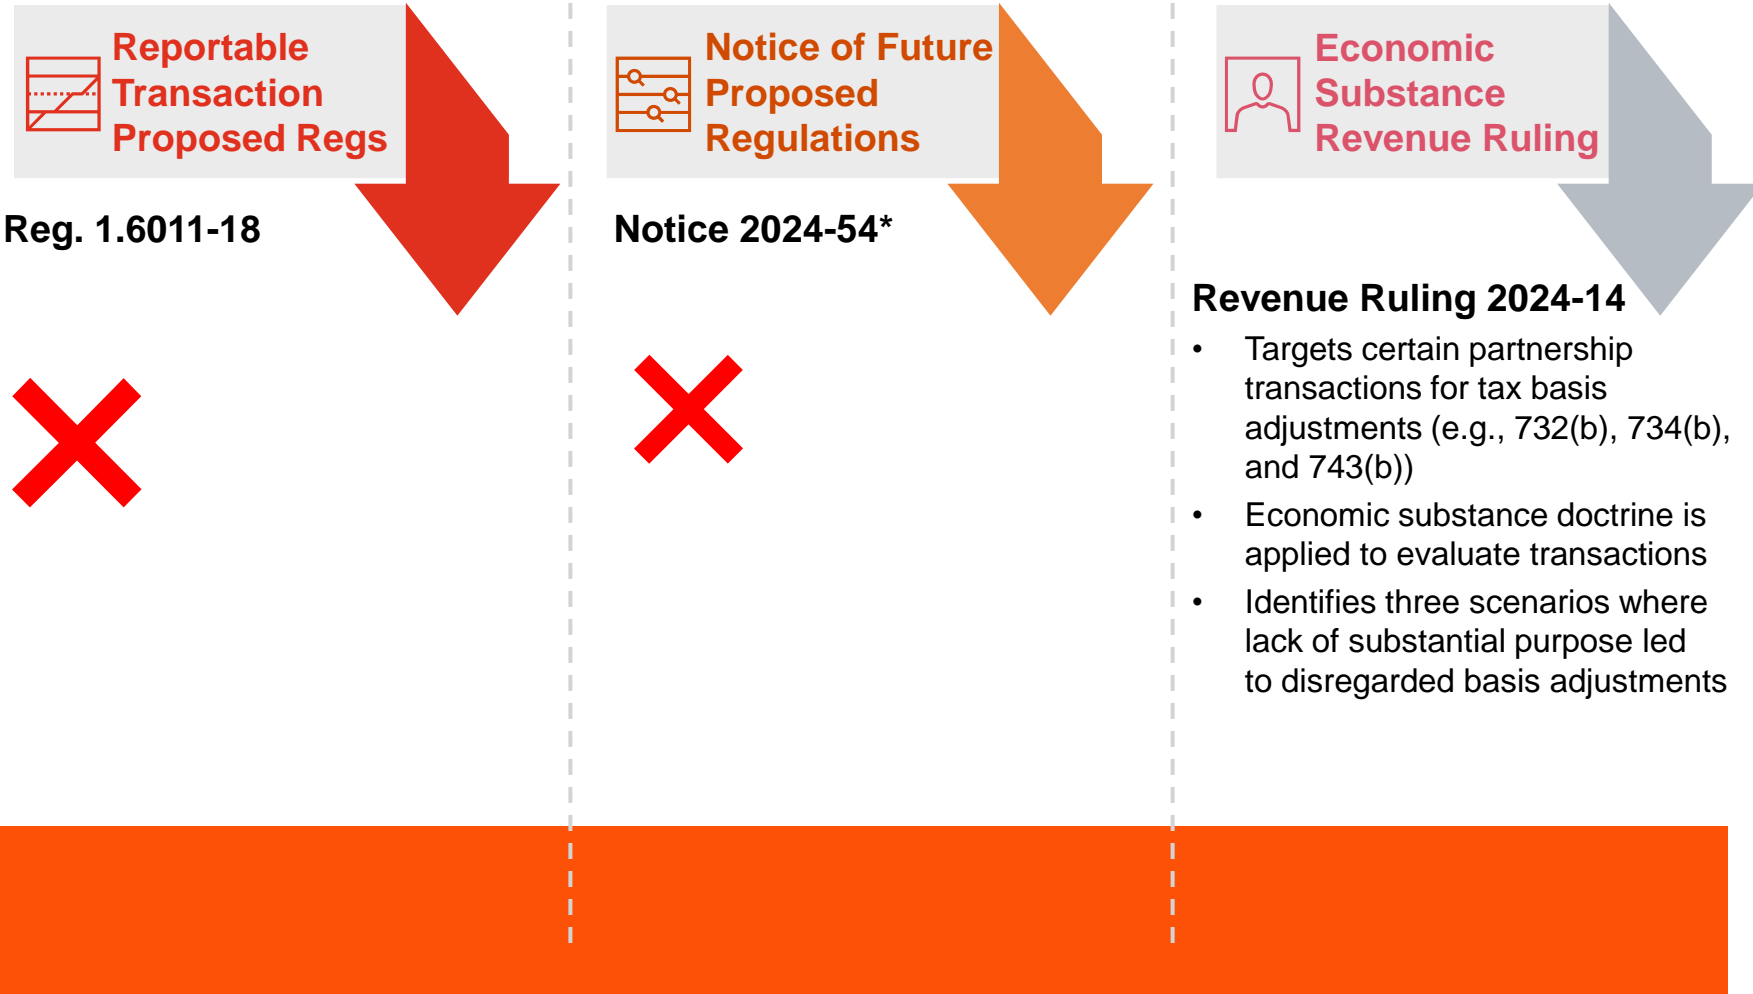 Reportable
Transaction
Proposed Regs
Reg. 1.6011-18
Notice of Future
Proposed
Regulations
Notice 2024-54*
Economic
Substance
Revenue Ruling
Revenue Ruling 2024-14
• Targets certain partnership
transactions for tax basis
adjustments (e.g., 732(b), 734(b),
and 743(b))
• Economic substance doctrine is
applied to evaluate transactions
• Identifies three scenarios where
lack of substantial purpose led
to disregarded basis adjustments